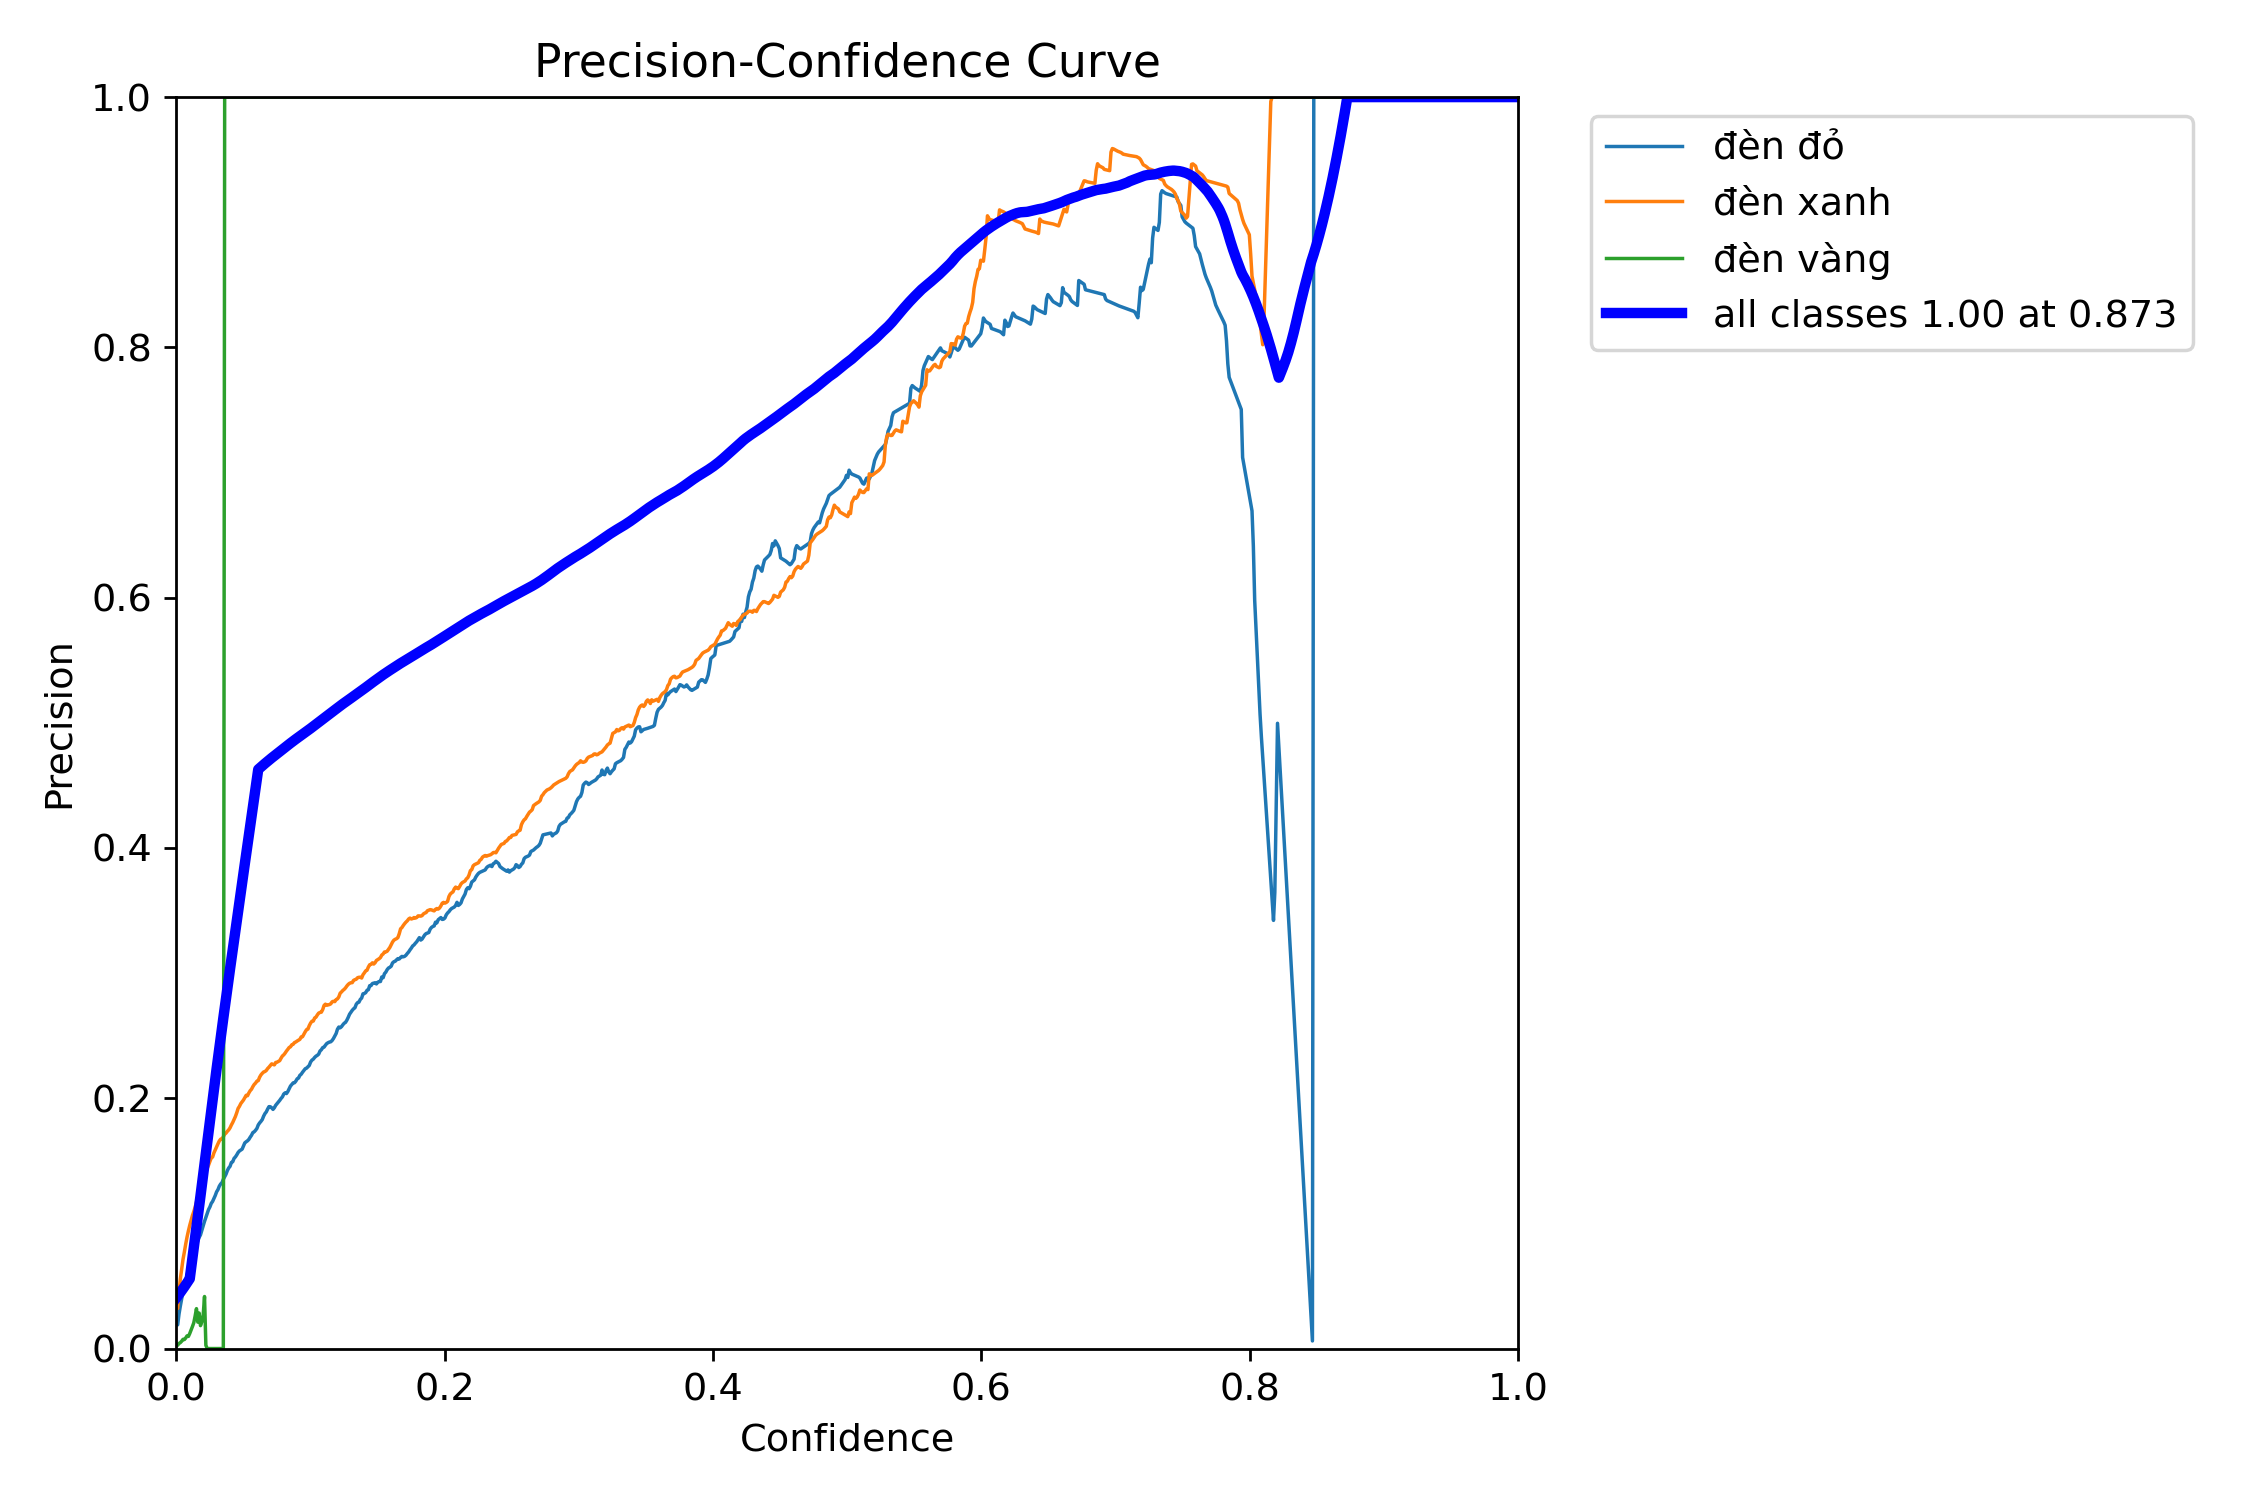 Precision-Confidence Curve
1.0
0.8
0.6
0.4
0.2
0.0
Precision
0.0 0.2 0.4 0.6 0.8 1.0
Confidence
đèn đỏ
đèn xanh
đèn vàng
all classes 1.00 at 0.873